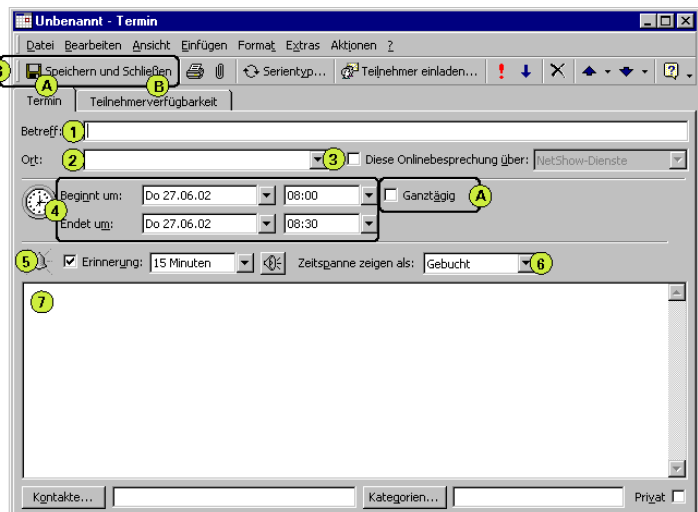 Unbenannt - Termin
Datei Bearbeiten Ansicht Einfügen Format Extras Aktionen ?
Speichern und Schließen Serientyp... Teilnehmer einladen... !
A B
Termin Teilnehmerverfügbarkeit
Betreff: 1
Ort: 2 3 Diese Onlinebesprechung über: NetShow-Dienste
Beginnt um: Do 27.06.02 08:00 Ganztägig A
4
Endet um: Do 27.06.02 08:30
5 Erinnerung: 15 Minuten Zeitspanne zeigen als: Gebucht 6
7
Kontakte... Kategorien... Privat